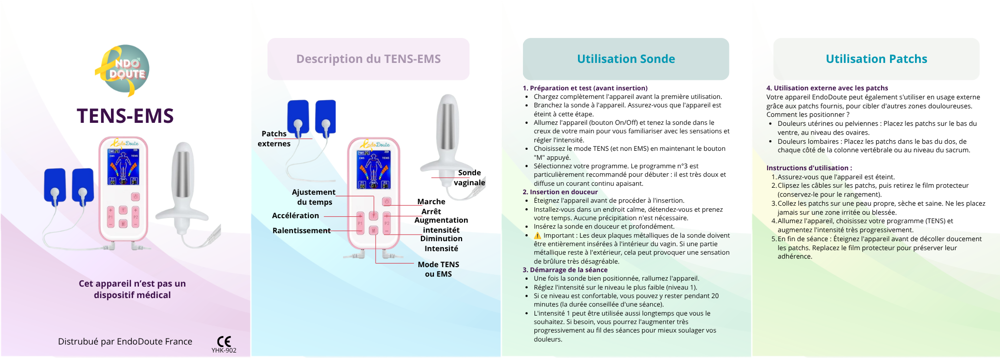 NDO
DOUTE
TENS-EMS
EndoDoute
EMS
TENS
P1
P2
+
T
+
P1
P2
-
M
-
Cet appareil n’est pas un
dispositif médical
Distrubué par EndoDoute France
CE
YHK-902
Description du TENS-EMS
Patchs
externes
EndoDoute
EMS
TENS
P1
P2
Sonde
vaginale
Ajustement
du temps
Marche
Arrêt
Accélération
Augmentation
intensitét
Ralentissement
Diminution
Intensité
+
T
+
P1
P2
-
M
-
Mode TENS
ou EMS
Utilisation Sonde
1. Préparation et test (avant insertion)
• Chargez complètement l'appareil avant la première utilisation.
• Branchez la sonde à l'appareil. Assurez-vous que l'appareil est
éteint à cette étape.
• Allumez l'appareil (bouton On/Off) et tenez la sonde dans le
creux de votre main pour vous familiariser avec les sensations et
régler l'intensité.
• Choisissez le mode TENS (et non EMS) en maintenant le bouton
"M" appuyé.
• Sélectionnez votre programme. Le programme n°3 est
particulièrement recommandé pour débuter : il est très doux et
diffuse un courant continu apaisant.
2. Insertion en douceur
• Éteignez l'appareil avant de procéder à l'insertion.
• Installez-vous dans un endroit calme, détendez-vous et prenez
votre temps. Aucune précipitation n'est nécessaire.
• Insérez la sonde en douceur et profondément.
• ⚠️ Important : Les deux plaques métalliques de la sonde doivent
être entièrement insérées à l'intérieur du vagin. Si une partie
métallique reste à l'extérieur, cela peut provoquer une sensation
de brûlure très désagréable.
3. Démarrage de la séance
• Une fois la sonde bien positionnée, rallumez l'appareil.
• Réglez l'intensité sur le niveau le plus faible (niveau 1).
• Si ce niveau est confortable, vous pouvez y rester pendant 20
minutes (la durée conseillée d'une séance).
• L'intensité 1 peut être utilisée aussi longtemps que vous le
souhaitez. Si besoin, vous pourrez l'augmenter très
progressivement au fil des séances pour mieux soulager vos
douleurs.
Utilisation Patchs
4. Utilisation externe avec les patchs
Votre appareil EndoDoute peut également s'utiliser en usage externe
grâce aux patchs fournis, pour cibler d'autres zones douloureuses.
Comment les positionner ?
• Douleurs utérines ou pelviennes : Placez les patchs sur le bas du
ventre, au niveau des ovaires.
• Douleurs lombaires : Placez les patchs dans le bas du dos, de
chaque côté de la colonne vertébrale ou au niveau du sacrum.
Instructions d'utilisation :
1. Assurez-vous que l'appareil est éteint.
2. Clipsez les câbles sur les patchs, puis retirez le film protecteur
(conservez-le pour le rangement).
3. Collez les patchs sur une peau propre, sèche et saine. Ne les placez
jamais sur une zone irritée ou blessée.
4. Allumez l'appareil, choisissez votre programme (TENS) et
augmentez l'intensité très progressivement.
5. En fin de séance : Éteignez l'appareil avant de décoller doucement
les patchs. Replacez le film protecteur pour préserver leur
adhérence.